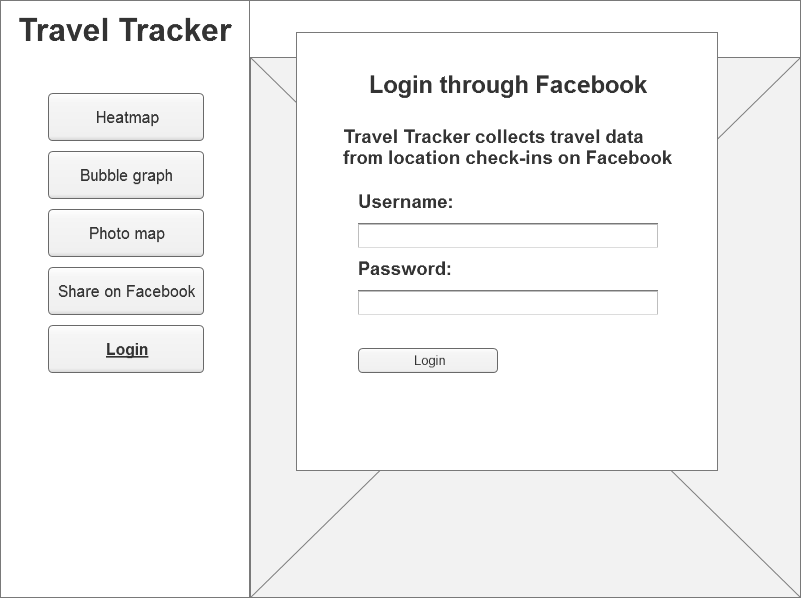 Travel Tracker
Heatmap
Bubble graph
Photo map
Share on Facebook
Login
Login through Facebook
Travel Tracker collects travel data
from location check-ins on Facebook
Username:
Password:
Login